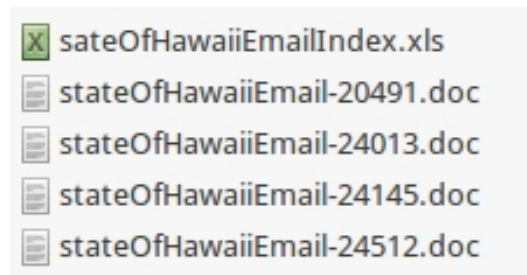 sateOfHawaiiEmailIndex.xls
stateOfHawaiiEmail-20491.doc
stateOfHawaiiEmail-24013.doc
stateOfHawaiiEmail-24145.doc
stateOfHawaiiEmail-24512.doc